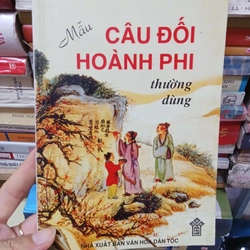 Mẫu
CÂU ĐỐI
HOÀNH PHI
thường
dùng
NHÀ XUẤT BẢN VĂN HÓA DÂN TỘC